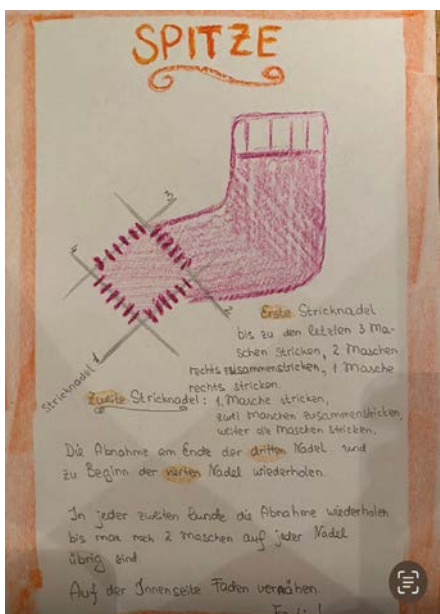 SPITZE
3
4
2
Stricknadel 1
Erste Stricknadel
bis zu den letzten 3 Ma-
schen Stricken, 2 Maschen
rechts zusammenstricken, 1 Masche
rechts stricken.
Zweite Stricknadel: 1. Masche stricken,
zwei Maschen zusammenstricken,
weiter alle Maschen stricken.
Die Abnahme am Ende der dritten Nadel und
zu Beginn der vierten Nadel wiederholen.
In jeder zweiten Runde die Abnahme wiederholen
bis man noch 2 Maschen auf jeder Nadel
übrig sind.
Auf der Innenseite Faden vernähen.